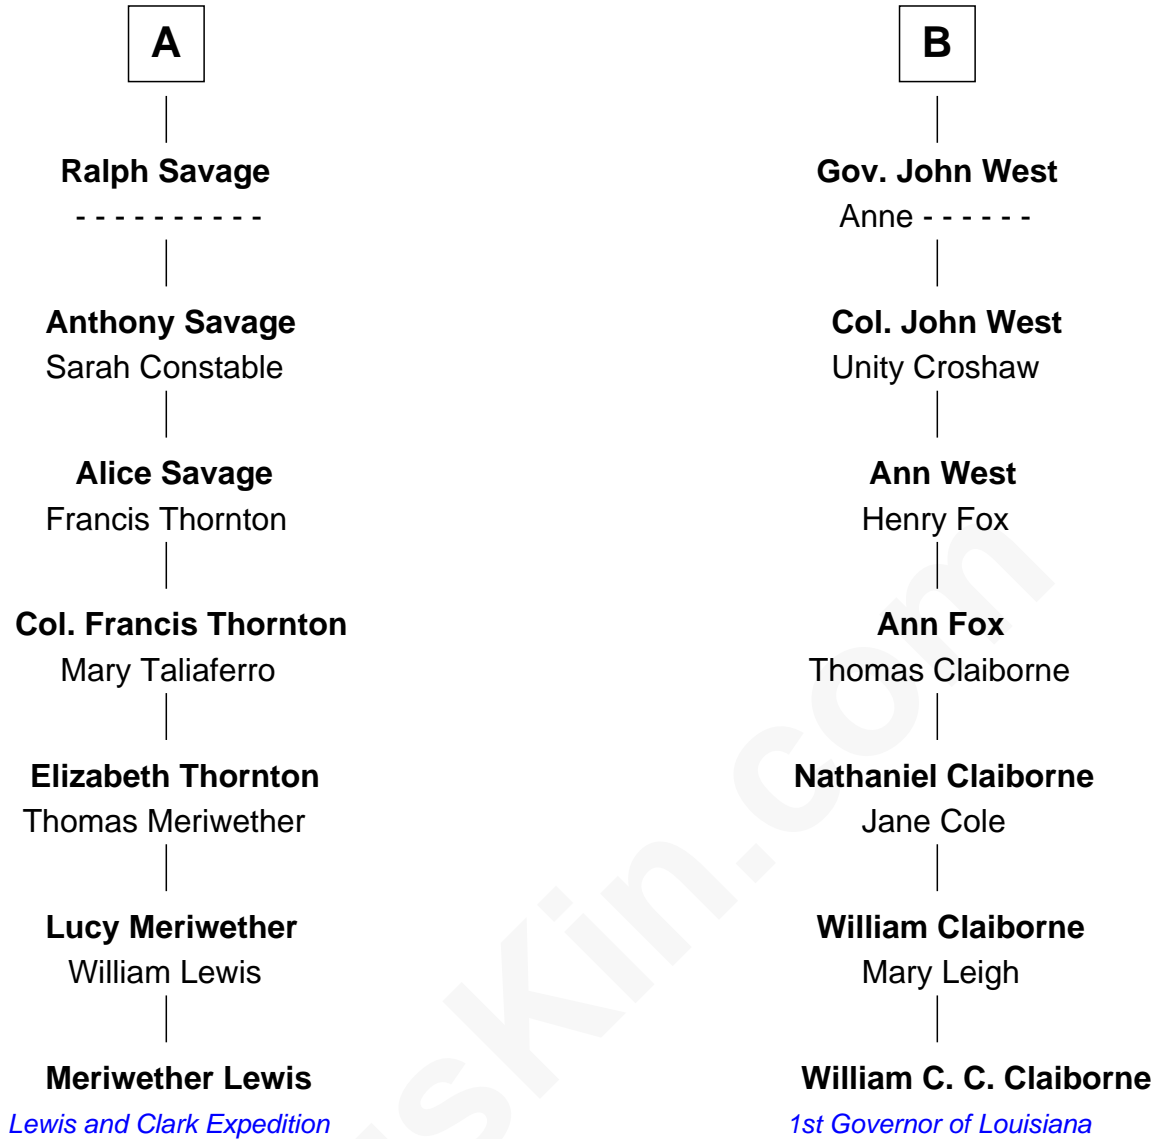 A
Ralph Savage
- - - - - - - - - -
Anthony Savage
Sarah Constable
Alice Savage
Francis Thornton
Col. Francis Thornton
Mary Taliaferro
Elizabeth Thornton
Thomas Meriwether
Lucy Meriwether
William Lewis
Meriwether Lewis
Lewis and Clark Expedition
B
Gov. John West
Anne - - - - - -
Col. John West
Unity Croshaw
Ann West
Henry Fox
Ann Fox
Thomas Claiborne
Nathaniel Claiborne
Jane Cole
William Claiborne
Mary Leigh
William C. C. Claiborne
1st Governor of Louisiana
sKin.com